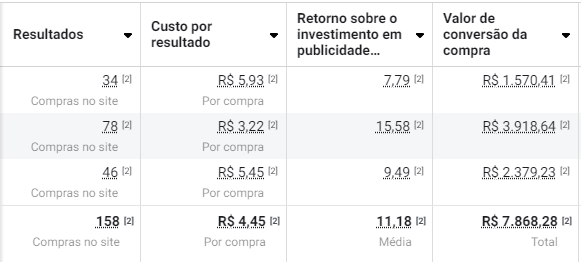 Resultados
Custo por
resultado
Retorno sobre o
investimento em
publicidade...
Valor de
conversão da
compra
34 [2] R$ 5,93 [2] 7,79 [2] R$ 1.570,41 [2]
Compras no site Por compra
78 [2] R$ 3,22 [2] 15,58 [2] R$ 3.918,64 [2]
Compras no site Por compra
46 [2] R$ 5,45 [2] 9,49 [2] R$ 2.379,23 [2]
Compras no site Por compra
158 [2] R$ 4,45 [2] 11,18 [2] R$ 7.868,28 [2]
Compras no site Por compra Média Total